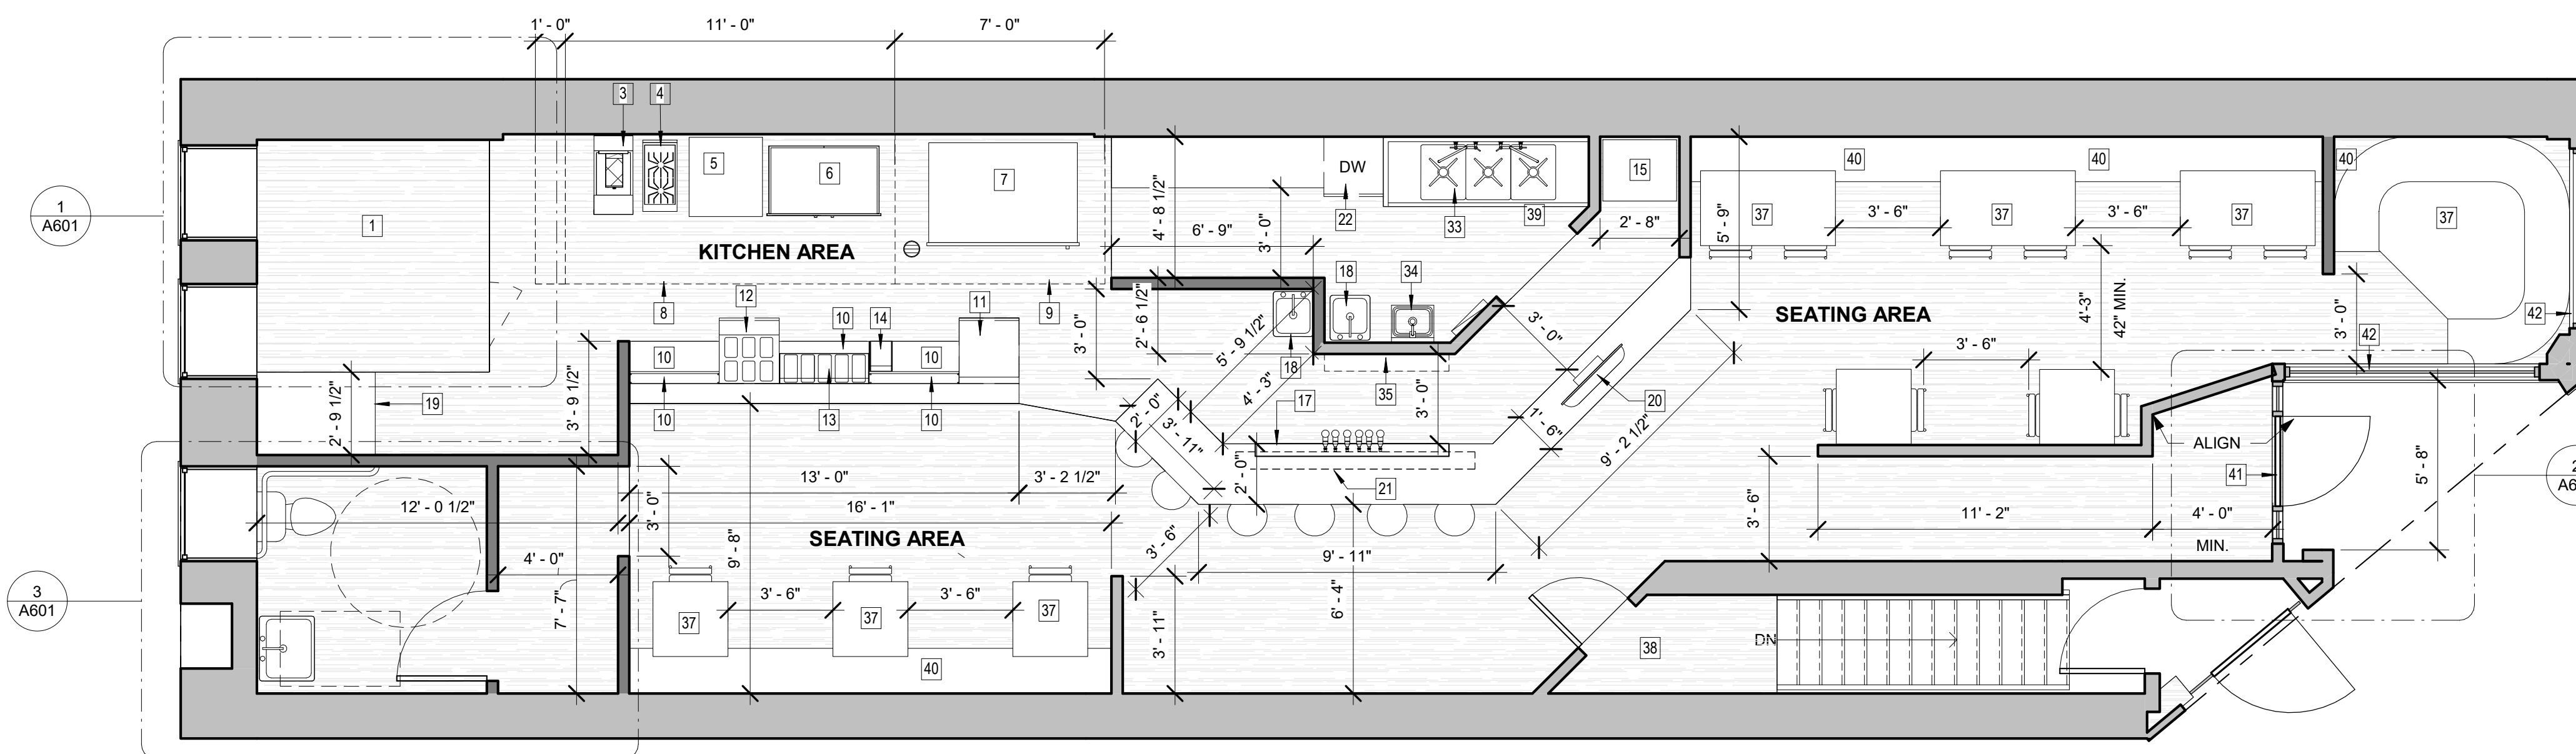 1' - 0"
11' - 0"
7' - 0"
3
4
1
A601
1
5
6
7
KITCHEN AREA
8
9
4' - 8 1/2"
6' - 9"
3' - 0"
DW
22
33
39
15
2' - 8"
5' - 9"
40
40
40
37
3' - 6"
37
3' - 6"
37
37
SEATING AREA
4'-3"
42" MIN.
3' - 0"
42
42
12
10
14
11
10
10
10
13
10
3' - 0"
2' - 6 1/2"
18
18
34
5' - 9 1/2"
4' - 3"
35
3' - 0"
3' - 0"
17
20
1' - 6"
9' - 2 1/2"
3' - 6"
2' - 9 1/2"
19
3' - 9 1/2"
2' - 0"
3' - 11"
2' - 0"
21
ALIGN
41
5' - 8"
2
12' - 0 1/2"
3' - 0"
13' - 0"
3' - 2 1/2"
16' - 1"
SEATING AREA
9' - 8"
3' - 6"
9' - 11"
6' - 4"
3' - 6"
11' - 2"
4' - 0"
MIN.
3
A601
4' - 0"
7' - 7"
37
3' - 6"
37
3' - 6"
37
40
3' - 11"
38
DN